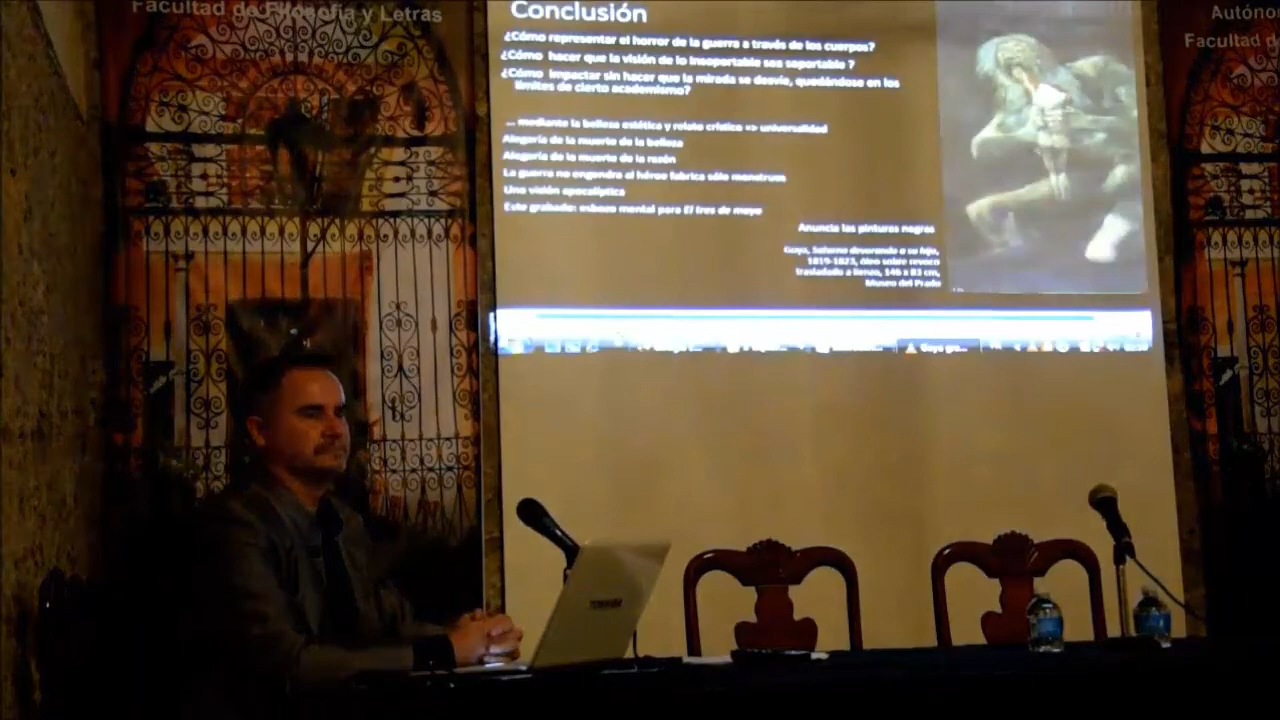 Facultad de Filosofía y Letras
Autóno
Facultad d
Conclusión
¿Cómo representar el horror de la guerra a través de los cuerpos?
¿Cómo hacer que la visión de lo insoportable sea soportable ?
¿Cómo impactar sin hacer que la mirada se desvíe, quedándose en los
límites de cierto academismo?
... mediante la belleza estética y relato crístico => universalidad
Alegoría de la muerte de la belleza
Alegoría de la muerte de la razón
La guerra no engendra al héroe fabrica sólo monstruos
Una visión apocalíptica
Este grabado: esbozo mental para El tres de mayo
Anuncia las pinturas negras
Goya, Saturno devorando a su hijo,
1819-1823, óleo sobre revoco
trasladado a lienzo, 146 x 83 cm,
Museo del Prado
TOSHIBA